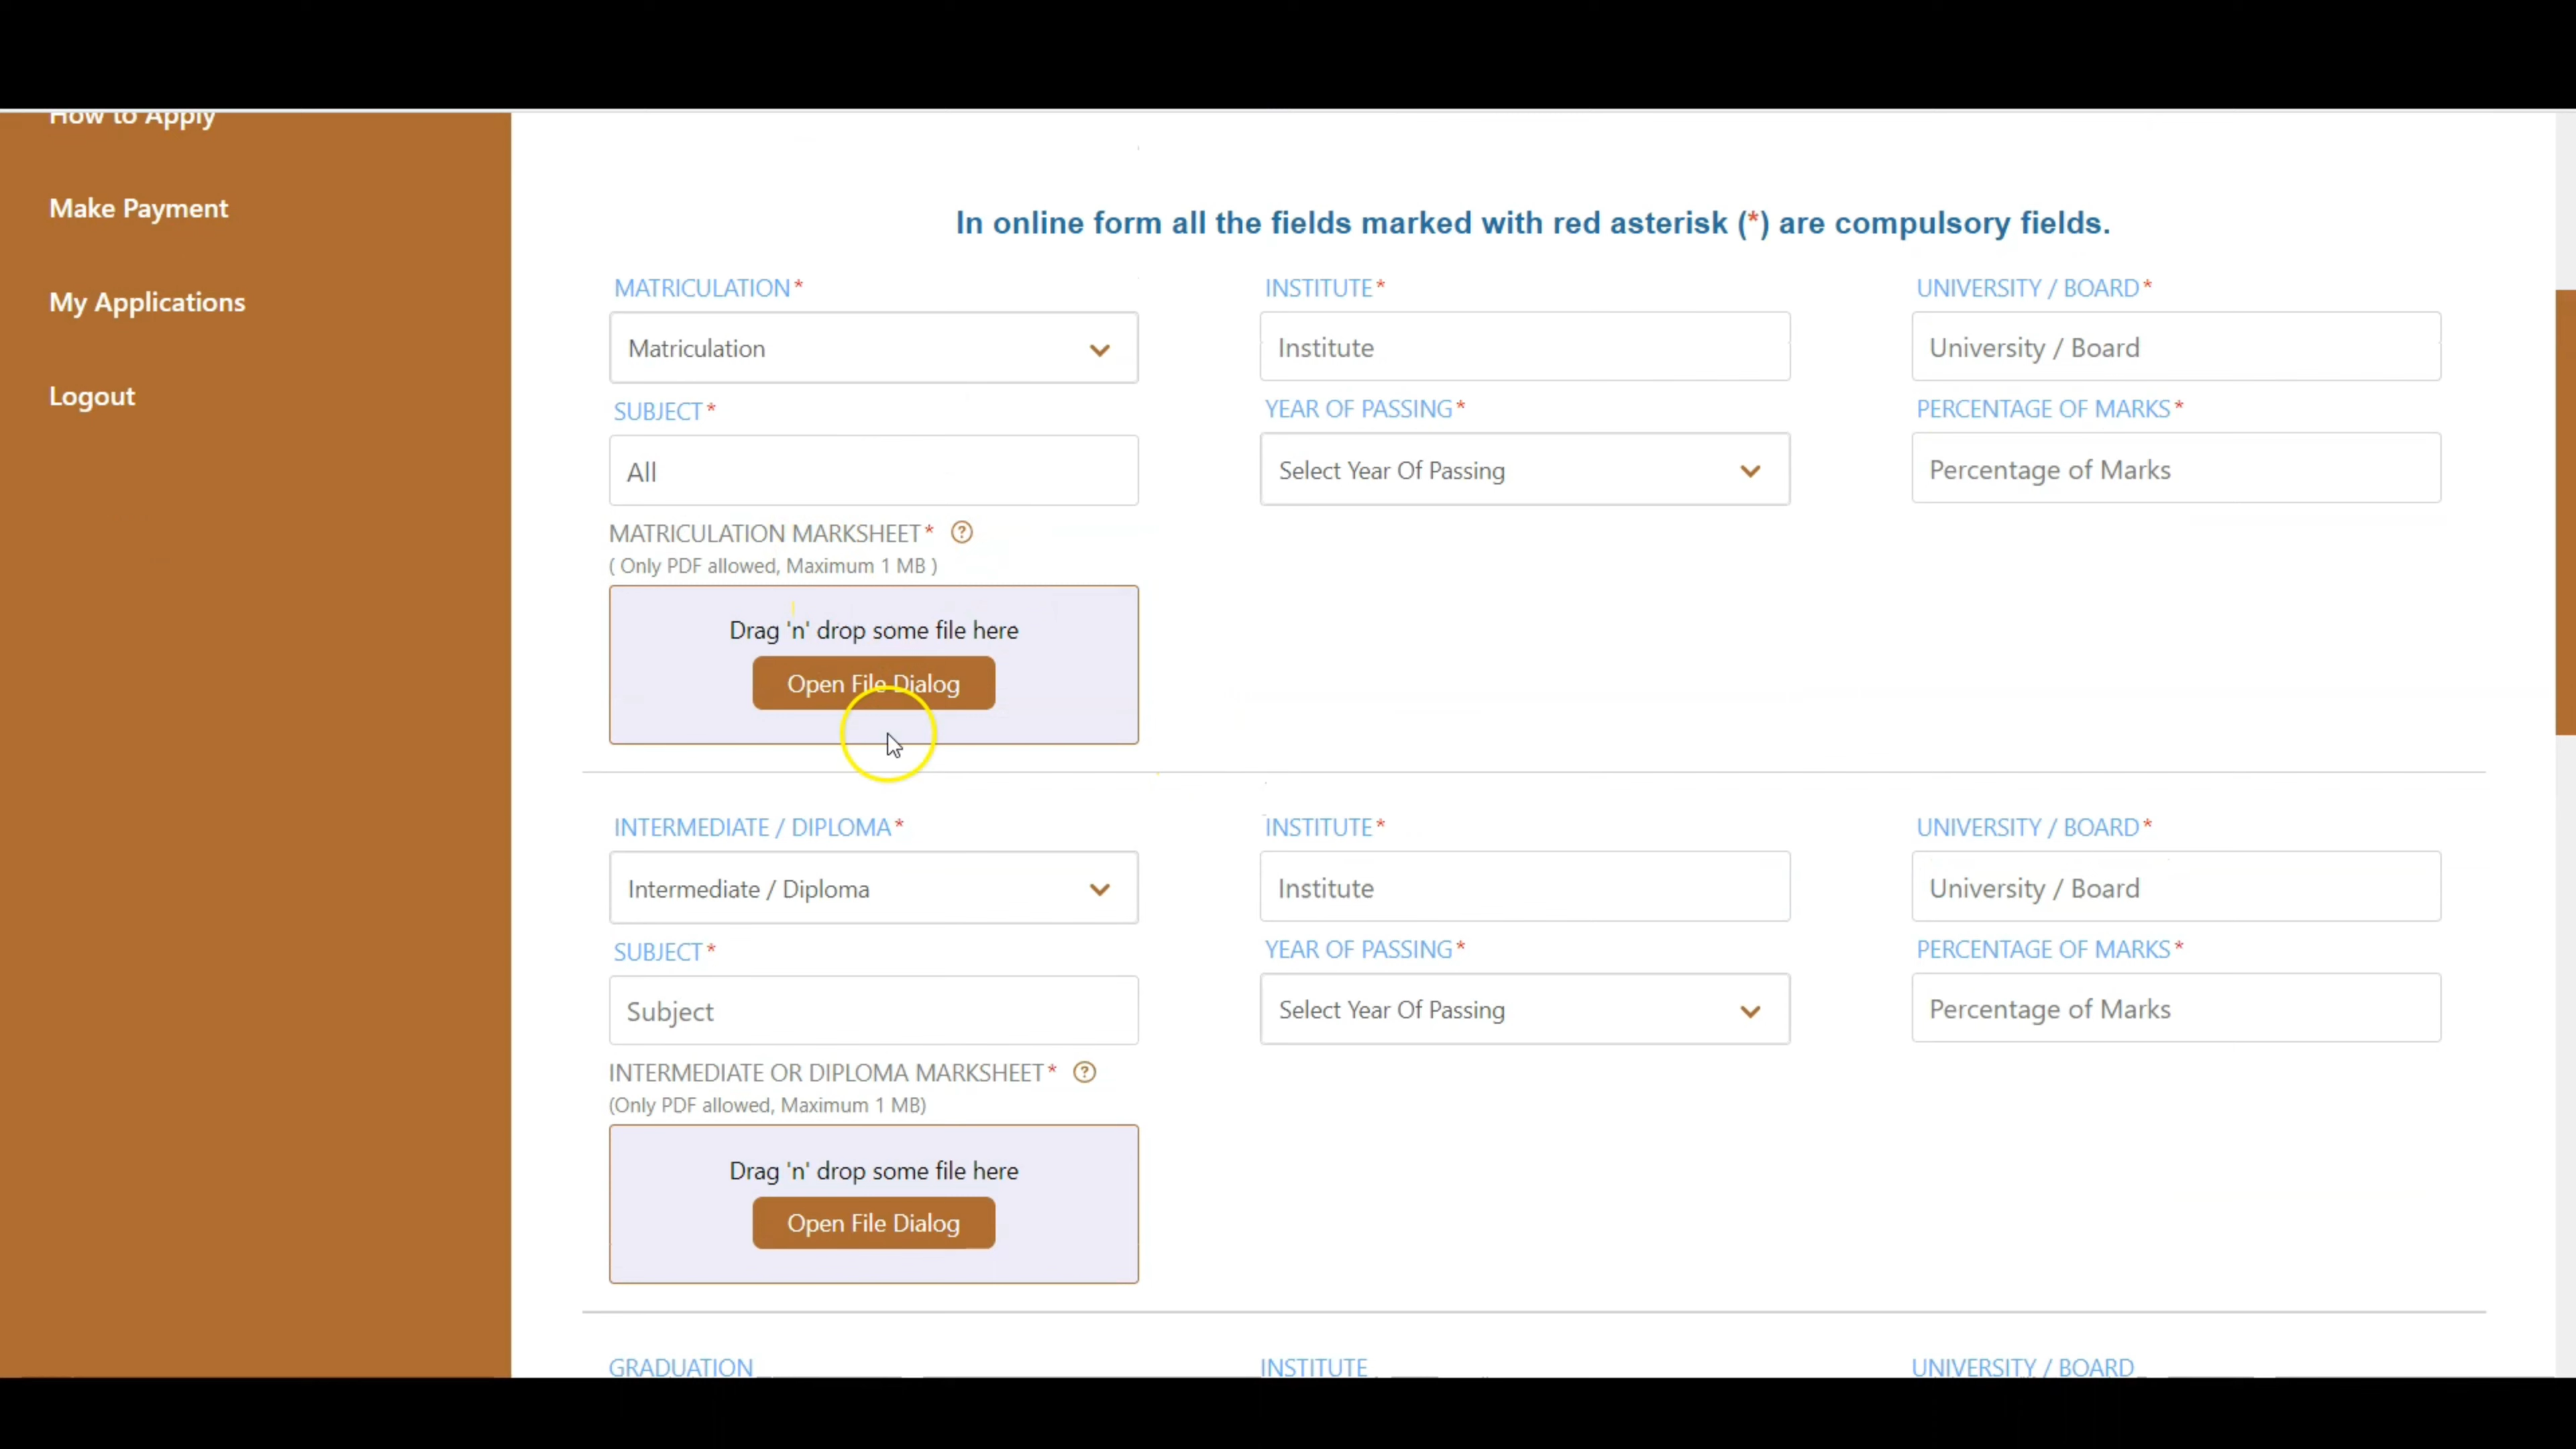 How to Apply
Make Payment
My Applications
Logout
In online form all the fields marked with red asterisk (*) are compulsory fields.
MATRICULATION* INSTITUTE* UNIVERSITY / BOARD*
Matriculation Institute University / Board
SUBJECT* YEAR OF PASSING* PERCENTAGE OF MARKS*
All Select Year Of Passing Percentage of Marks
MATRICULATION MARKSHEET* ?
( Only PDF allowed, Maximum 1 MB )
Drag 'n' drop some file here
Open File Dialog
INTERMEDIATE / DIPLOMA* INSTITUTE* UNIVERSITY / BOARD*
Intermediate / Diploma Institute University / Board
SUBJECT* YEAR OF PASSING* PERCENTAGE OF MARKS*
Subject Select Year Of Passing Percentage of Marks
INTERMEDIATE OR DIPLOMA MARKSHEET* ?
(Only PDF allowed, Maximum 1 MB)
Drag 'n' drop some file here
Open File Dialog
GRADUATION INSTITUTE UNIVERSITY / BOARD